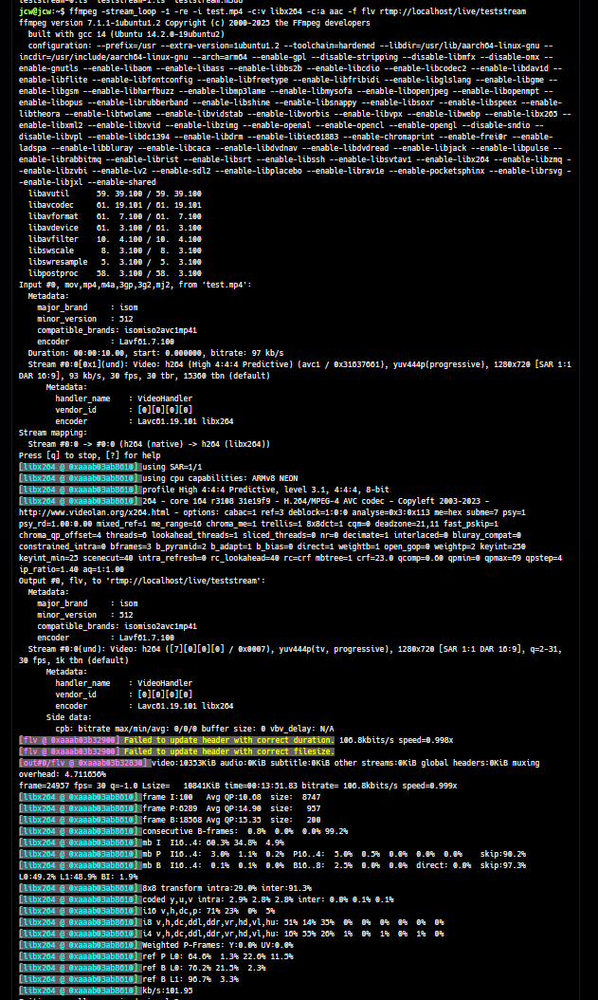 teststream-0.ts teststream-1.ts teststream.m3u8
jcw@jcw:~$ ffmpeg -stream_loop -1 -re -i test.mp4 -c:v libx264 -c:a aac -f flv rtmp://localhost/live/teststream
ffmpeg version 7.1.1-1ubuntu1.2 Copyright (c) 2000-2025 the FFmpeg developers
built with gcc 14 (Ubuntu 14.2.0-19ubuntu2)
configuration: --prefix=/usr --extra-version=1ubuntu1.2 --toolchain=hardened --libdir=/usr/lib/aarch64-linux-gnu --
incdir=/usr/include/aarch64-linux-gnu --arch=arm64 --enable-gpl --disable-stripping --disable-libmfx --disable-omx --
enable-gnutls --enable-libaom --enable-libass --enable-libbs2b --enable-libcdio --enable-libcodec2 --enable-libdav1d --
enable-libflite --enable-libfontconfig --enable-libfreetype --enable-libfribidi --enable-libglslang --enable-libgme --
enable-libgsm --enable-libharfbuzz --enable-libmp3lame --enable-libmysofa --enable-libopenjpeg --enable-libopenmpt --
enable-libopus --enable-librubberband --enable-libshine --enable-libsnappy --enable-libsoxr --enable-libspeex --enable-
libtheora --enable-libtwolame --enable-libvidstab --enable-libvorbis --enable-libvpx --enable-libwebp --enable-libx265 --
enable-libxml2 --enable-libxvid --enable-libzimg --enable-openal --enable-opencl --enable-opengl --disable-sndio --
disable-libvpl --enable-libdc1394 --enable-libdrm --enable-libiec61883 --enable-chromaprint --enable-frei0r --enable-
ladspa --enable-libbluray --enable-libcaca --enable-libdvdnav --enable-libdvdread --enable-libjack --enable-libpulse --
enable-librabbitmq --enable-librist --enable-libsrt --enable-libssh --enable-libsvtav1 --enable-libx264 --enable-libzmq -
-enable-libzvbi --enable-lv2 --enable-sdl2 --enable-libplacebo --enable-librav1e --enable-pocketsphinx --enable-librsvg -
-enable-libjxl --enable-shared
libavutil 59. 39.100 / 59. 39.100
libavcodec 61. 19.101 / 61. 19.101
libavformat 61. 7.100 / 61. 7.100
libavdevice 61. 3.100 / 61. 3.100
libavfilter 10. 4.100 / 10. 4.100
libswscale 8. 3.100 / 8. 3.100
libswresample 5. 3.100 / 5. 3.100
libpostproc 58. 3.100 / 58. 3.100
Input #0, mov,mp4,m4a,3gp,3g2,mj2, from 'test.mp4':
Metadata:
major_brand : isom
minor_version : 512
compatible_brands: isomiso2avc1mp41
encoder : Lavf61.7.100
Duration: 00:00:10.00, start: 0.000000, bitrate: 97 kb/s
Stream #0:0[0x1](und): Video: h264 (High 4:4:4 Predictive) (avc1 / 0x31637661), yuv444p(progressive), 1280x720 [SAR 1:1
DAR 16:9], 93 kb/s, 30 fps, 30 tbr, 15360 tbn (default)
Metadata:
handler_name : VideoHandler
vendor_id : [0][0][0][0]
encoder : Lavc61.19.101 libx264
Stream mapping:
Stream #0:0 -> #0:0 (h264 (native) -> h264 (libx264))
Press [q] to stop, [?] for help
[libx264 @ 0xaaab03ab8610] using SAR=1/1
[libx264 @ 0xaaab03ab8610] using cpu capabilities: ARMv8 NEON
[libx264 @ 0xaaab03ab8610] profile High 4:4:4 Predictive, level 3.1, 4:4:4, 8-bit
[libx264 @ 0xaaab03ab8610] 264 - core 164 r3108 31e19f9 - H.264/MPEG-4 AVC codec - Copyleft 2003-2023 -
http://www.videolan.org/x264.html - options: cabac=1 ref=3 deblock=1:0:0 analyse=0x3:0x113 me=hex subme=7 psy=1
psy_rd=1.00:0.00 mixed_ref=1 me_range=16 chroma_me=1 trellis=1 8x8dct=1 cqm=0 deadzone=21,11 fast_pskip=1
chroma_qp_offset=4 threads=6 lookahead_threads=1 sliced_threads=0 nr=0 decimate=1 interlaced=0 bluray_compat=0
constrained_intra=0 bframes=3 b_pyramid=2 b_adapt=1 b_bias=0 direct=1 weightb=1 open_gop=0 weightp=2 keyint=250
keyint_min=25 scenecut=40 intra_refresh=0 rc_lookahead=40 rc=crf mbtree=1 crf=23.0 qcomp=0.60 qpmin=0 qpmax=69 qpstep=4
ip_ratio=1.40 aq=1:1.00
Output #0, flv, to 'rtmp://localhost/live/teststream':
Metadata:
major_brand : isom
minor_version : 512
compatible_brands: isomiso2avc1mp41
encoder : Lavf61.7.100
Stream #0:0(und): Video: h264 ([7][0][0][0] / 0x0007), yuv444p(tv, progressive), 1280x720 [SAR 1:1 DAR 16:9], q=2-31,
30 fps, 1k tbn (default)
Metadata:
handler_name : VideoHandler
vendor_id : [0][0][0][0]
encoder : Lavc61.19.101 libx264
Side data:
cpb: bitrate max/min/avg: 0/0/0 buffer size: 0 vbv_delay: N/A
[flv @ 0xaaab03b32900] Failed to update header with correct duration. 106.8kbits/s speed=0.998x
[flv @ 0xaaab03b32900] Failed to update header with correct filesize.
[out#0/flv @ 0xaaab03b32830] video:10353KiB audio:0KiB subtitle:0KiB other streams:0KiB global headers:0KiB muxing
overhead: 4.711656%
frame=24957 fps= 30 q=-1.0 Lsize= 10841KiB time=00:13:51.83 bitrate= 106.8kbits/s speed=0.999x
[libx264 @ 0xaaab03ab8610] frame I:100 Avg QP:10.68 size: 8747
[libx264 @ 0xaaab03ab8610] frame P:6289 Avg QP:14.90 size: 957
[libx264 @ 0xaaab03ab8610] frame B:18568 Avg QP:15.35 size: 200
[libx264 @ 0xaaab03ab8610] consecutive B-frames: 0.8% 0.0% 0.0% 99.2%
[libx264 @ 0xaaab03ab8610] mb I I16..4: 60.3% 34.8% 4.9%
[libx264 @ 0xaaab03ab8610] mb P I16..4: 3.0% 1.1% 0.2% P16..4: 5.0% 0.5% 0.0% 0.0% 0.0% skip:90.2%
[libx264 @ 0xaaab03ab8610] mb B I16..4: 0.1% 0.1% 0.0% B16..8: 2.5% 0.0% 0.0% direct: 0.0% skip:97.3%
L0:49.2% L1:48.9% BI: 1.9%
[libx264 @ 0xaaab03ab8610] 8x8 transform intra:29.0% inter:91.3%
[libx264 @ 0xaaab03ab8610] coded y,u,v intra: 2.9% 2.8% 2.8% inter: 0.0% 0.1% 0.1%
[libx264 @ 0xaaab03ab8610] i16 v,h,dc,p: 71% 23% 0% 5%
[libx264 @ 0xaaab03ab8610] i8 v,h,dc,ddl,ddr,vr,hd,vl,hu: 51% 14% 35% 0% 0% 0% 0% 0% 0%
[libx264 @ 0xaaab03ab8610] i4 v,h,dc,ddl,ddr,vr,hd,vl,hu: 16% 55% 26% 1% 0% 1% 0% 1% 0%
[libx264 @ 0xaaab03ab8610] Weighted P-Frames: Y:0.0% UV:0.0%
[libx264 @ 0xaaab03ab8610] ref P L0: 64.6% 1.3% 22.6% 11.5%
[libx264 @ 0xaaab03ab8610] ref B L0: 76.2% 21.5% 2.3%
[libx264 @ 0xaaab03ab8610] ref B L1: 96.7% 3.3%
[libx264 @ 0xaaab03ab8610] kb/s:101.95